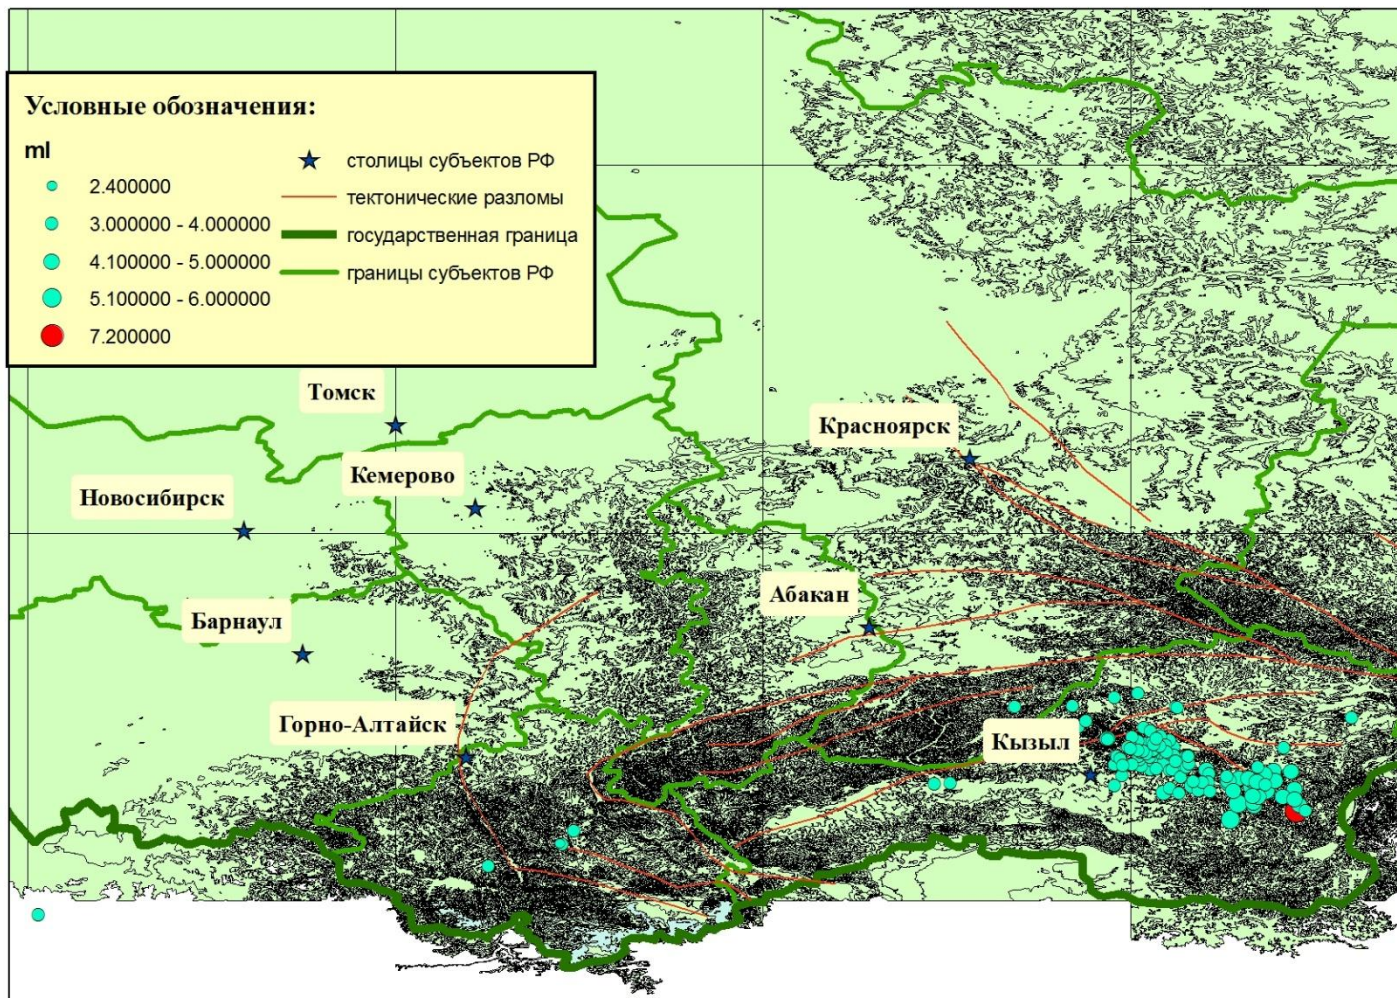 Условные обозначения:
ml
2.400000
3.000000 - 4.000000
4.100000 - 5.000000
5.100000 - 6.000000
7.200000
столицы субъектов РФ
тектонические разломы
государственная граница
границы субъектов РФ
Томск
Красноярск
Кемерово
Новосибирск
Абакан
Барнаул
Горно-Алтайск
Кызыл